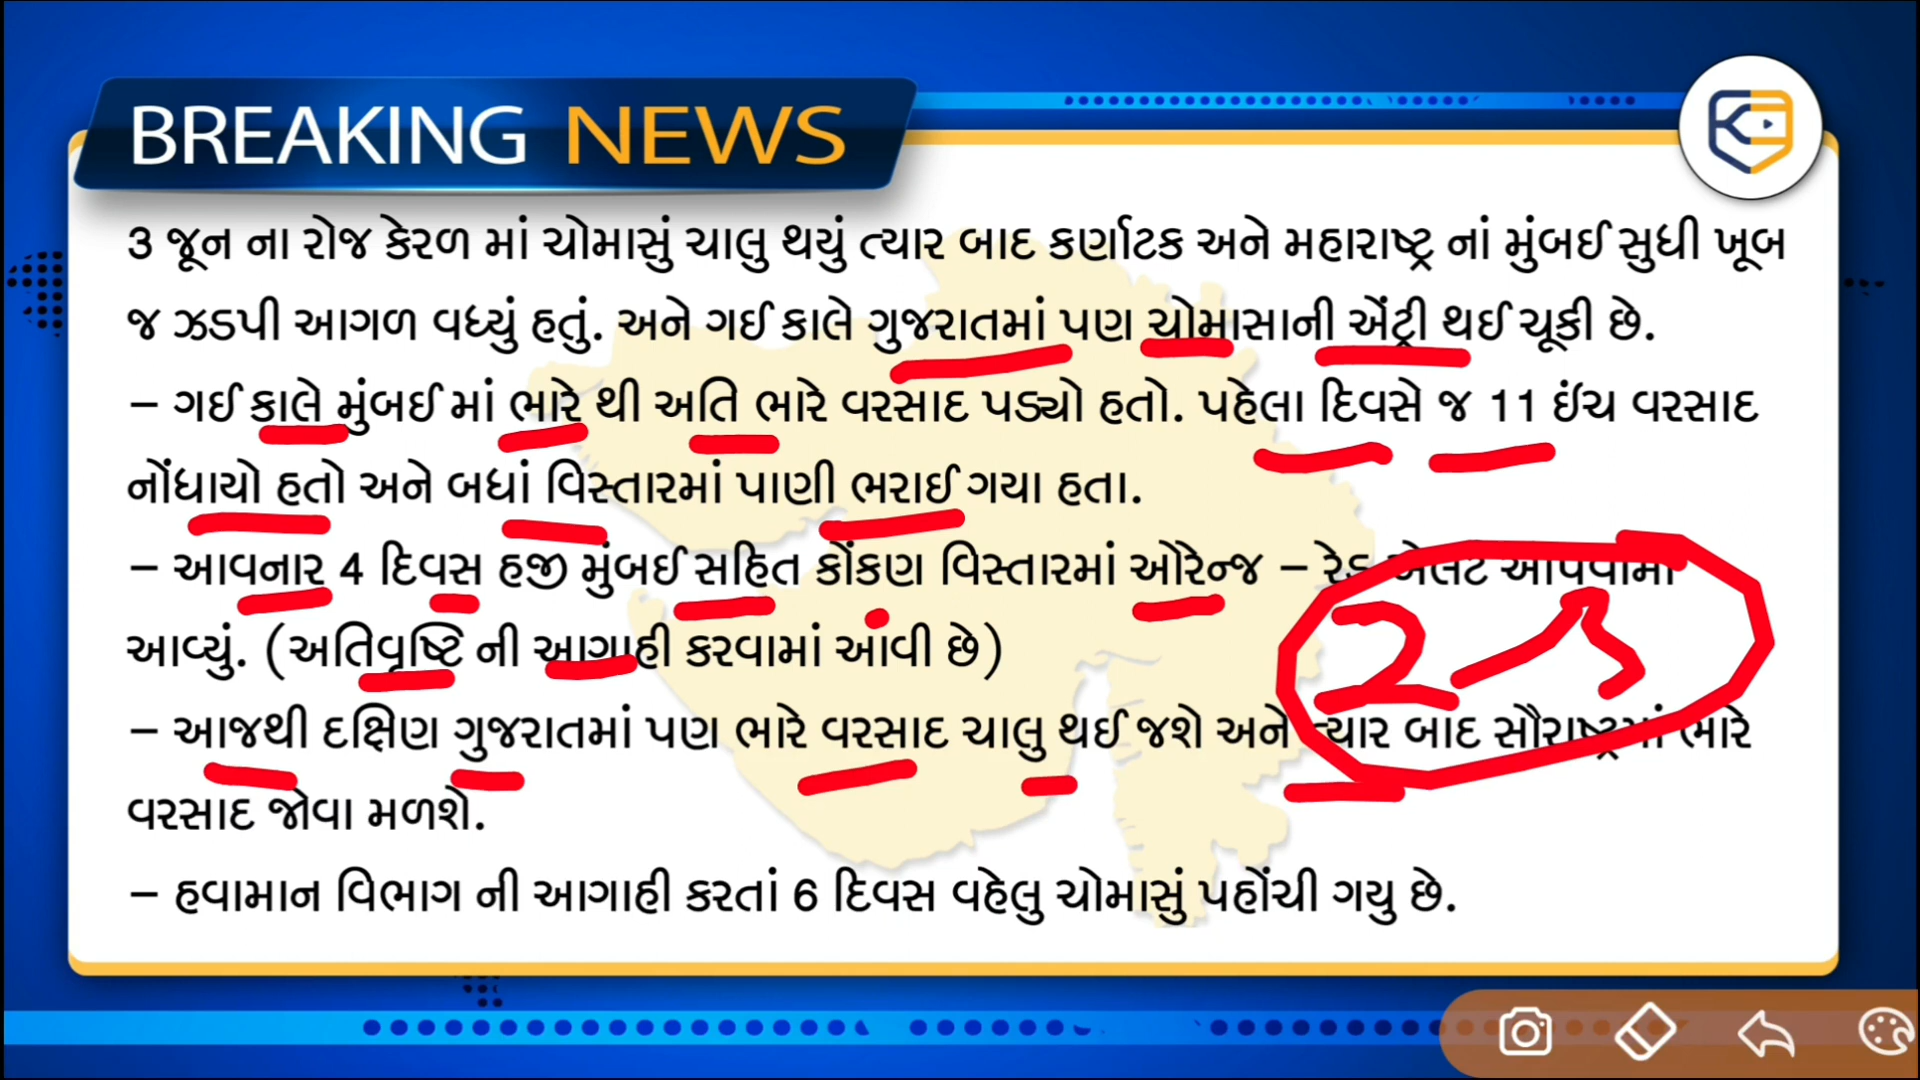 BREAKING NEWS
3 જૂન ના રોજ કેરળ માં ચોમાસું ચાલુ થયું ત્યાર બાદ કર્ણાટક અને મહારાષ્ટ્ર નાં મુંબઈ સુધી ખૂબ
જ ઝડપી આગળ વધ્યું હતું. અને ગઈ કાલે ગુજરાતમાં પણ ચોમાસાની એંટ્રી થઈ ચૂકી છે.
– ગઈ કાલે મુંબઈ માં ભારે થી અતિ ભારે વરસાદ પડ્યો હતો. પહેલા દિવસે જ 11 ઇંચ વરસાદ
નોંધાયો હતો અને બધાં વિસ્તારમાં પાણી ભરાઈ ગયા હતા.
– આવનાર 4 દિવસ હજી મુંબઈ સહિત કોંકણ વિસ્તારમાં ઓરેન્જ – રેડ એલર્ટ આપવામાં
આવ્યું. (અતિવૃષ્ટિ ની આગાહી કરવામાં આવી છે)
– આજથી દક્ષિણ ગુજરાતમાં પણ ભારે વરસાદ ચાલુ થઈ જશે અને ત્યાર બાદ સૌરાષ્ટ્રમાં ભારે
વરસાદ જોવા મળશે.
– હવામાન વિભાગ ની આગાહી કરતાં 6 દિવસ વહેલુ ચોમાસું પહોંચી ગયુ છે.